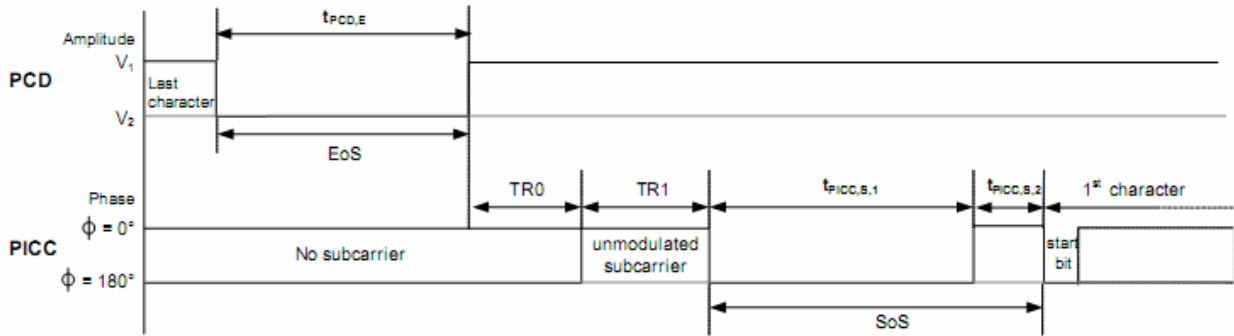 tPCD,E
Amplitude
V1
PCD
Last
character
V2
EoS
TR0
TR1
tPICC,S,1
tPICC,S,2
1st character
Phase
ϕ = 0°
PICC
No subcarrier
unmodulated
subcarrier
start
bit
ϕ = 180°
SoS